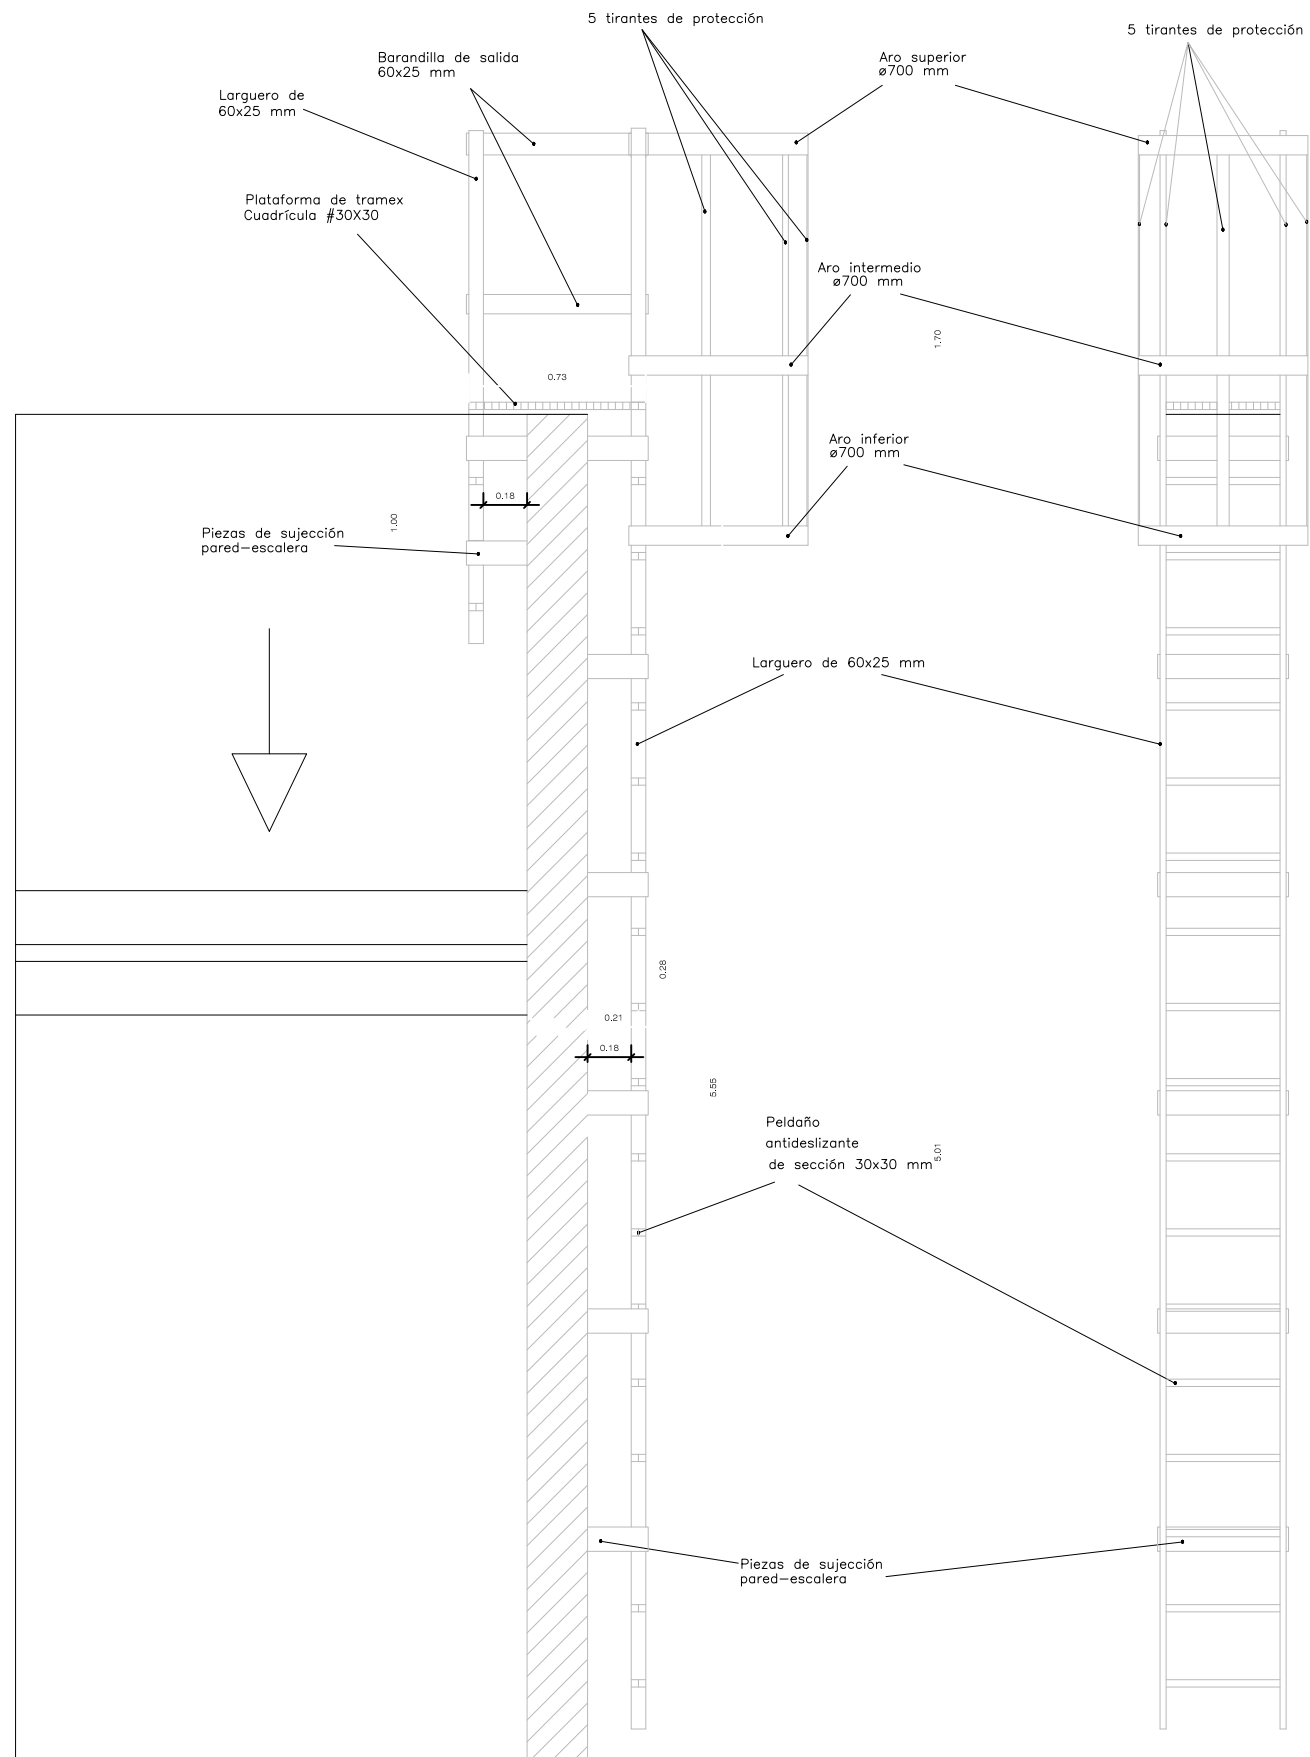 5 tirantes de protección
5 tirantes de protección
Barandilla de salida
60x25 mm
Aro superior
ø700 mm
Larguero de
60x25 mm
Plataforma de tramex
Cuadrícula #30X30
Aro intermedio
ø700 mm
1.70
0.73
Aro inferior
ø700 mm
0.18
1.00
Piezas de sujección
pared-escalera
Larguero de 60x25 mm
0.28
0.21
0.18
5.55
Peldaño
antideslizante
de sección 30x30 mm
5.01
Piezas de sujección
pared-escalera